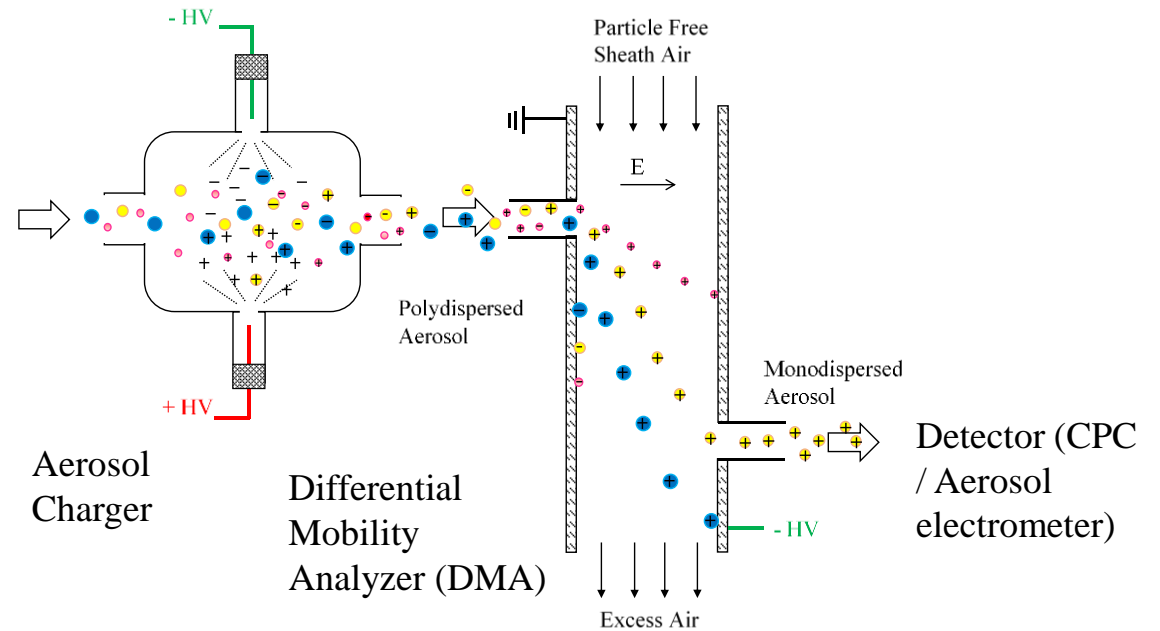 - HV
Particle Free
Sheath Air
E
Polydispersed
Aerosol
Monodispersed
Aerosol
+ HV
Aerosol
Charger
Differential
Mobility
Analyzer (DMA)
Detector (CPC
/ Aerosol
electrometer)
- HV
Excess Air